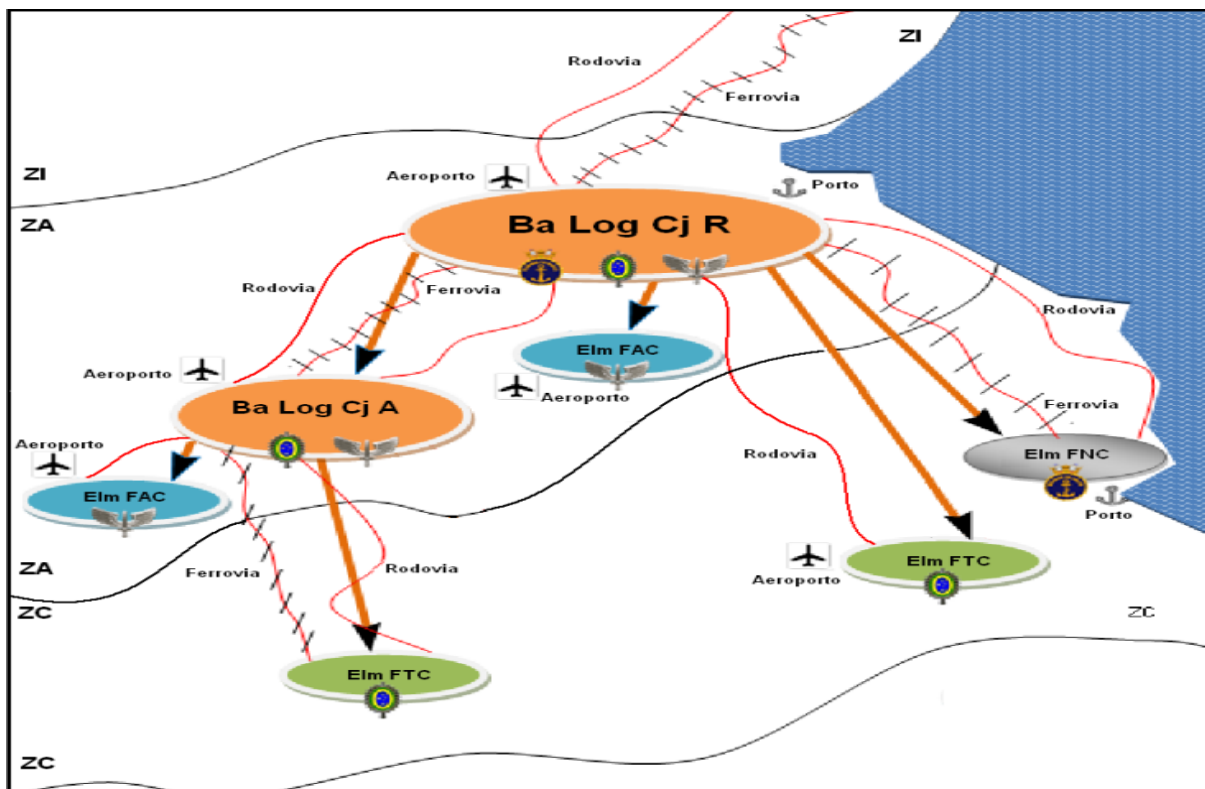 ZI
Rodovia
Ferrovia
ZI
Aeroporto
Porto
ZA
Ba Log Cj R
Rodovia
Ferrovia
Rodovia
Elm FAC
Aeroporto
Aeroporto
Ba Log Cj A
Ferrovia
Aeroporto
Rodovia
Elm FNC
Elm FAC
Porto
Elm FTC
ZA
Ferrovia
Rodovia
Aeroporto
ZC
ZC
Elm FTC
ZC